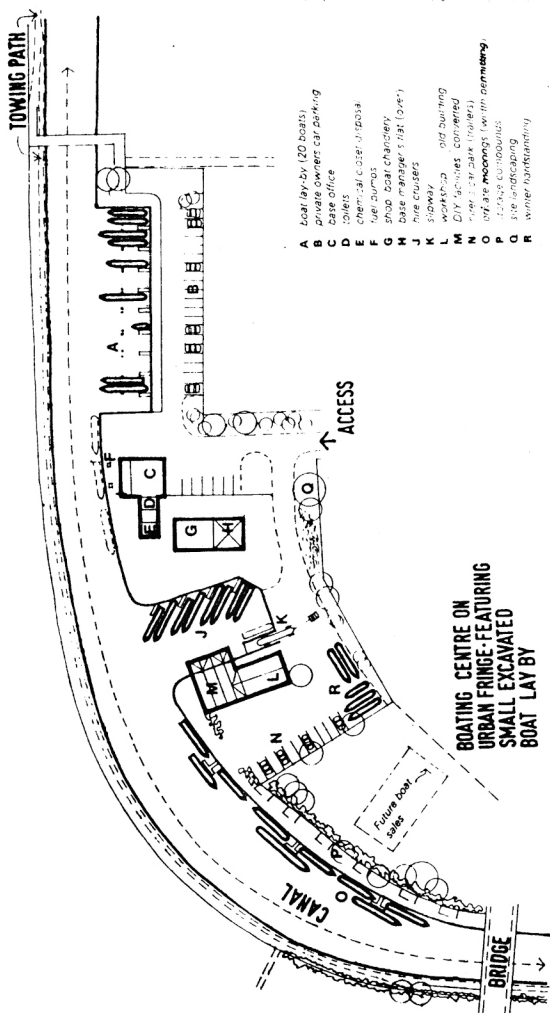 TOWING PATH
A boat lay-by (20 boats)
B private owners car parking
C base office
D toilets
E chemical closet disposal
F fuel pumps
G shop boat chandlery
H base manager's flat (over)
J hire cruisers
K slipway
L workshop old building
M DIY facilities converted
N car park (trailers)
O private moorings (width permitting)
P storage compounds
Q site landscaping
R winter hardstanding
A
B
F
C
D
E
G
H
ACCESS
Q
J
K
M
L
R
N
Future boat
sales
P
O
CANAL
BRIDGE
BOATING CENTRE ON
URBAN FRINGE-FEATURING
SMALL EXCAVATED
BOAT LAY BY